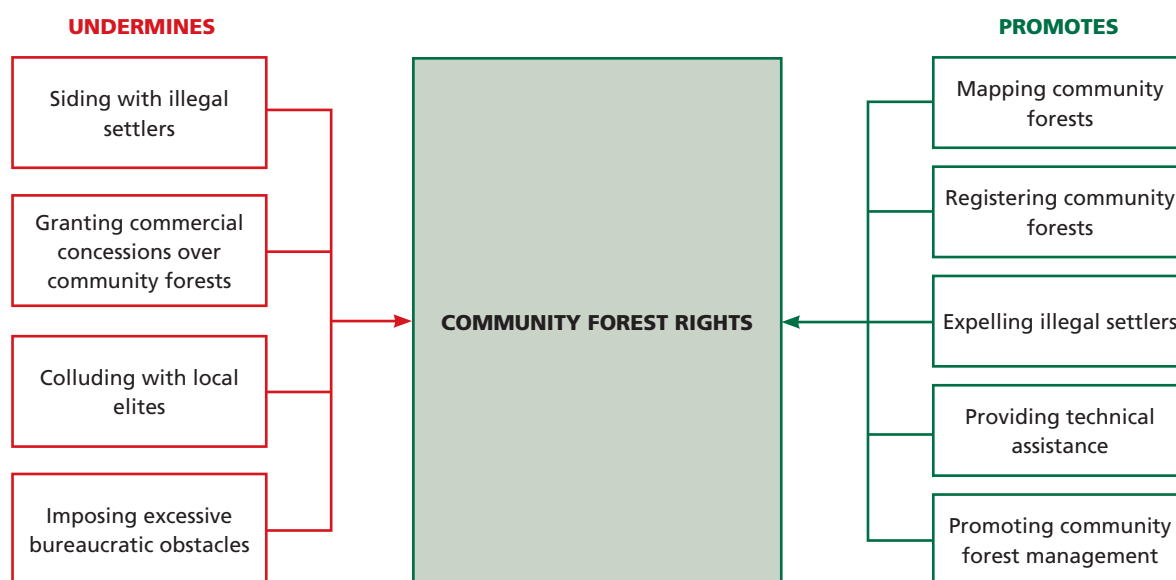 UNDERMINES
Siding with illegal
settlers
Granting commercial
concessions over
community forests
Colluding with local
elites
Imposing excessive
bureaucratic obstacles
COMMUNITY FOREST RIGHTS
PROMOTES
Mapping community
forests
Registering community
forests
Expelling illegal settlers
Providing technical
assistance
Promoting community
forest management